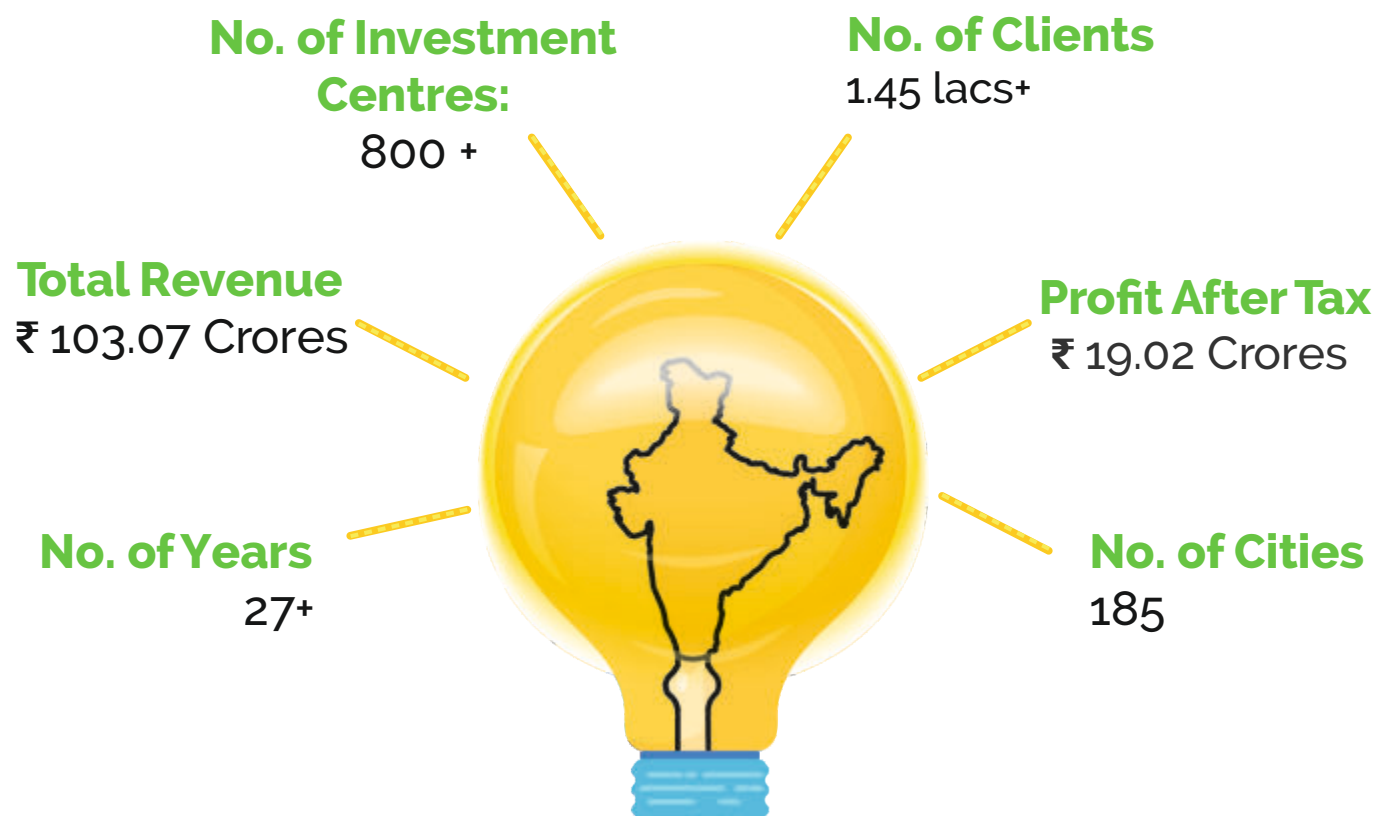 No. of Investment
Centres:
800 +
No. of Clients
1.45 lacs+
Total Revenue
₹ 103.07 Crores
Profit After Tax
₹ 19.02 Crores
No. of Years
27+
No. of Cities
185